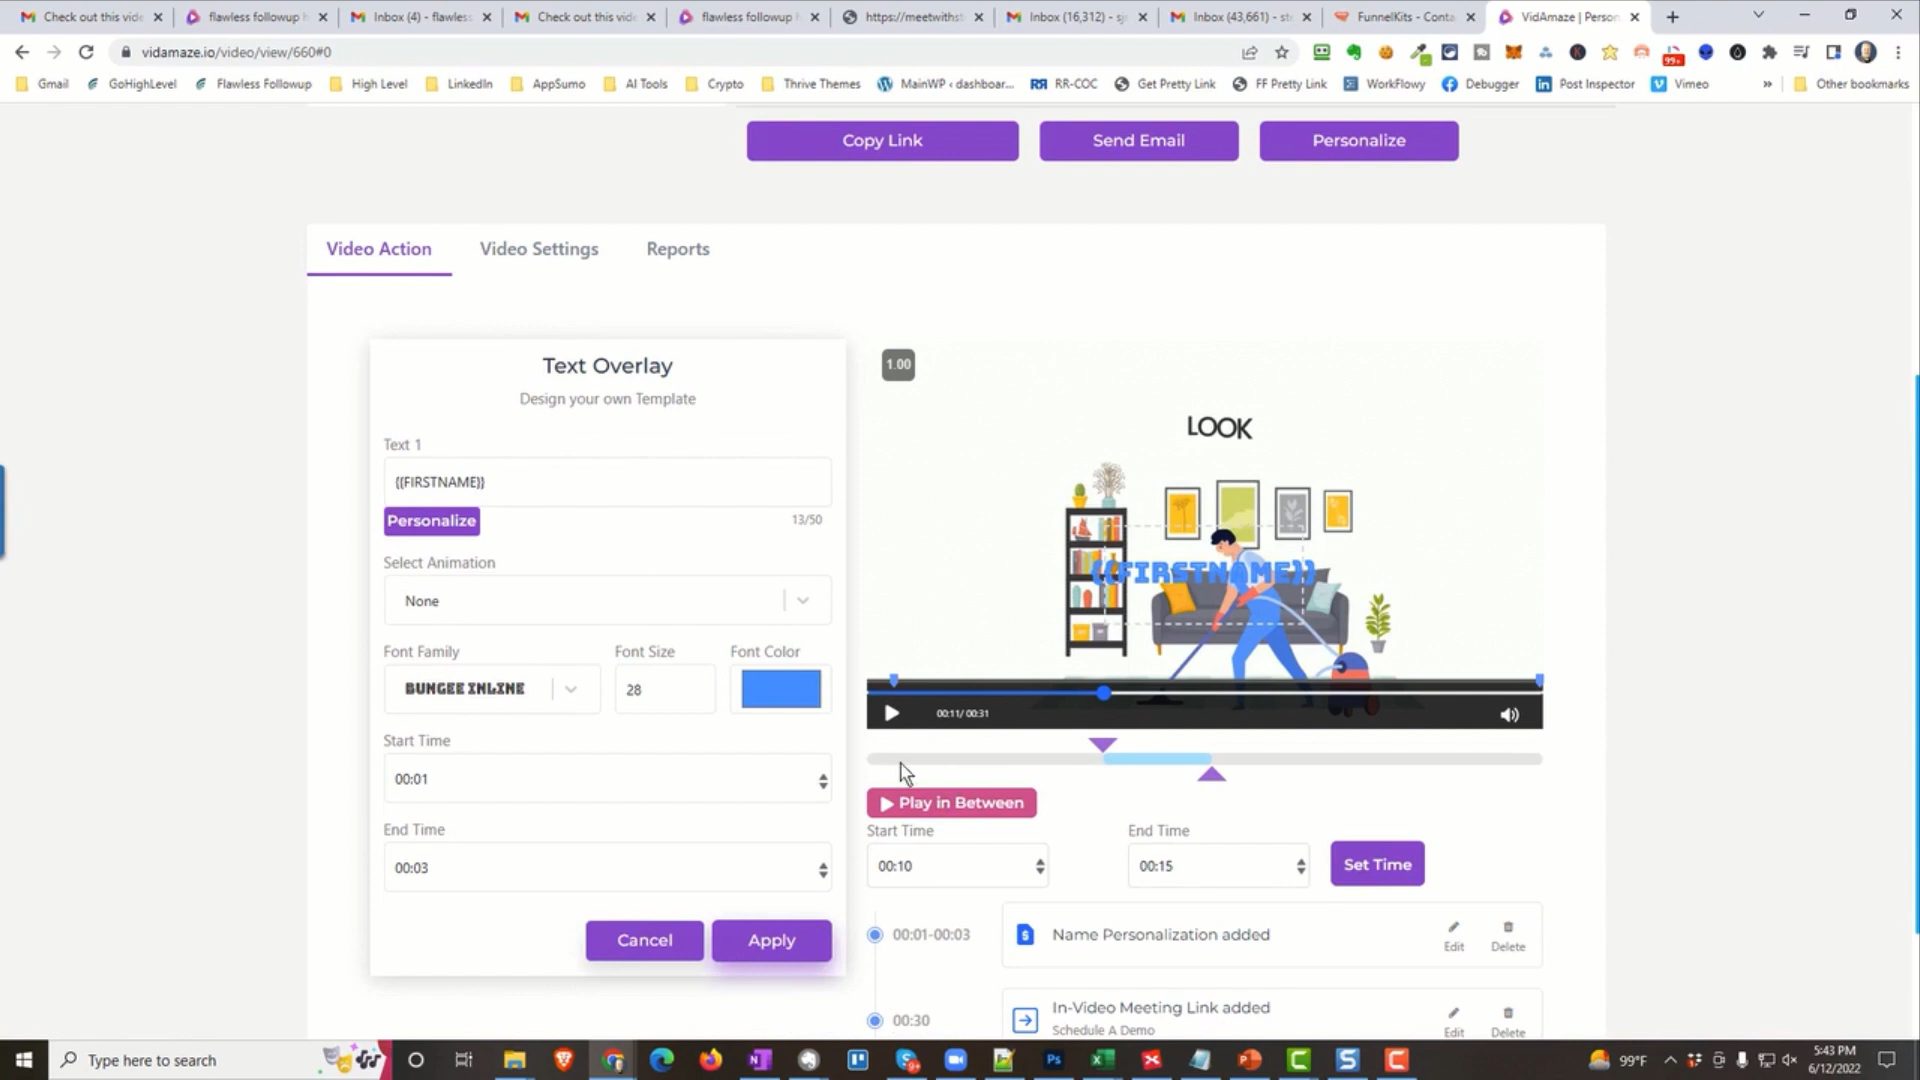 Check out this vide
flawless followup h
Inbox (4) - flawless
Check out this vide
flawless followup h
https://meetwithst
Inbox (16,312) - sj
Inbox (43,661) - st
FunnelKits - Conta
VidAmaze | Person
vidamaze.io/video/view/660#0
99+
Gmail
GoHighLevel
Flawless Followup
High Level
LinkedIn
AppSumo
AI Tools
Crypto
Thrive Themes
MainWP ‹ dashboar...
RR-COC
Get Pretty Link
FF Pretty Link
WorkFlowy
Debugger
Post Inspector
Vimeo
»
Other bookmarks
Copy Link
Send Email
Personalize
Video Action
Video Settings
Reports
Text Overlay
Design your own Template
Text 1
{{FIRSTNAME}}
Personalize
13/50
Select Animation
None
Font Family
Font Size
Font Color
BUNGEE INLINE
28
Start Time
00:01
End Time
00:03
Cancel
Apply
1.00
LOOK
{{FIRSTNAME}}
00:11/ 00:31
Play in Between
Start Time
End Time
00:10
00:15
Set Time
00:01-00:03
Name Personalization added
Edit
Delete
00:30
In-Video Meeting Link added
Schedule A Demo
Edit
Delete
Type here to search
99°F
5:43 PM
6/12/2022